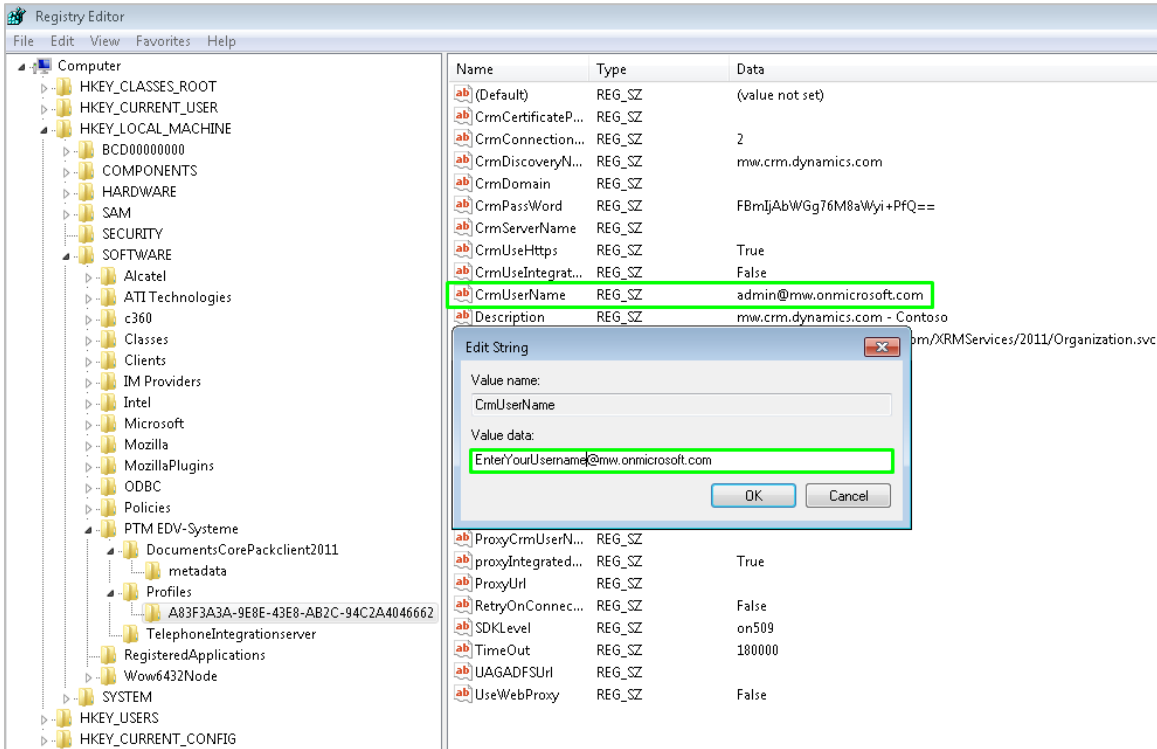 Registry Editor
File Edit View Favorites Help
Computer
HKEY_CLASSES_ROOT
HKEY_CURRENT_USER
HKEY_LOCAL_MACHINE
BCD00000000
COMPONENTS
HARDWARE
SAM
SECURITY
SOFTWARE
Alcatel
ATI Technologies
c360
Classes
Clients
IM Providers
Intel
Microsoft
Mozilla
MozillaPlugins
ODBC
Policies
PTM EDV-Systeme
DocumentsCorePackclient2011
metadata
Profiles
A83F3A3A-9E8E-43E8-AB2C-94C2A4046662
TelephoneIntegrationserver
RegisteredApplications
Wow6432Node
SYSTEM
HKEY_USERS
HKEY_CURRENT_CONFIG
Name Type Data
(Default) REG_SZ (value not set)
CrmCertificateP... REG_SZ
CrmConnection... REG_SZ 2
CrmDiscoveryN... REG_SZ mw.crm.dynamics.com
CrmDomain REG_SZ
CrmPassWord REG_SZ FBmIjAbWGg76M8aWyi+PfQ==
CrmServerName REG_SZ
CrmUseHttps REG_SZ True
CrmUseIntegrat... REG_SZ False
CrmUserName REG_SZ admin@mw.onmicrosoft.com
Description REG_SZ mw.crm.dynamics.com - Contoso
om/XRMServices/2011/Organization.svc
Edit String
Value name:
CrmUserName
Value data:
EnterYourUsername@mw.onmicrosoft.com
OK Cancel
ProxyCrmUserN... REG_SZ
proxyIntegrated... REG_SZ True
ProxyUrl REG_SZ
RetryOnConnec... REG_SZ False
SDKLevel REG_SZ on509
TimeOut REG_SZ 180000
UAGADFSUrl REG_SZ
UseWebProxy REG_SZ False